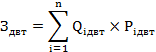 Здвт = ∑_{i=1}^{n} Qiдвт × Piдвт